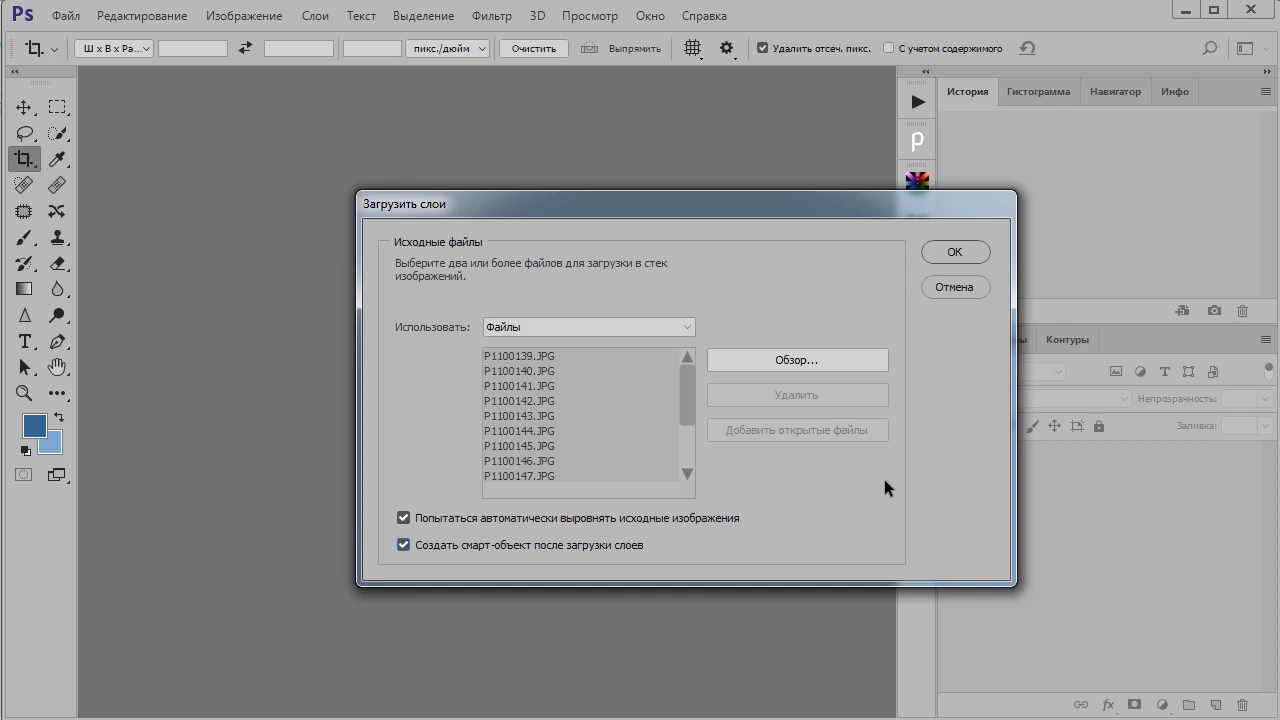 Ps Файл Редактирование Изображение Слои Текст Выделение Фильтр 3D Просмотр Окно Справка
Ш x В x Ра... пикс./дюйм Очистить Выпрямить Удалить отсеч. пикс. С учетом содержимого
История Гистограмма Навигатор Инфо
Загрузить слои
Исходные файлы
Выберите два или более файлов для загрузки в стек
изображений.
OK
Отмена
Использовать: Файлы
P1100139.JPG
P1100140.JPG
P1100141.JPG
P1100142.JPG
P1100143.JPG
P1100144.JPG
P1100145.JPG
P1100146.JPG
P1100147.JPG
Обзор...
Удалить
Добавить открытые файлы
Попытаться автоматически выровнять исходные изображения
Создать смарт-объект после загрузки слоев
Контуры
Непрозрачность:
Заливка:
fx